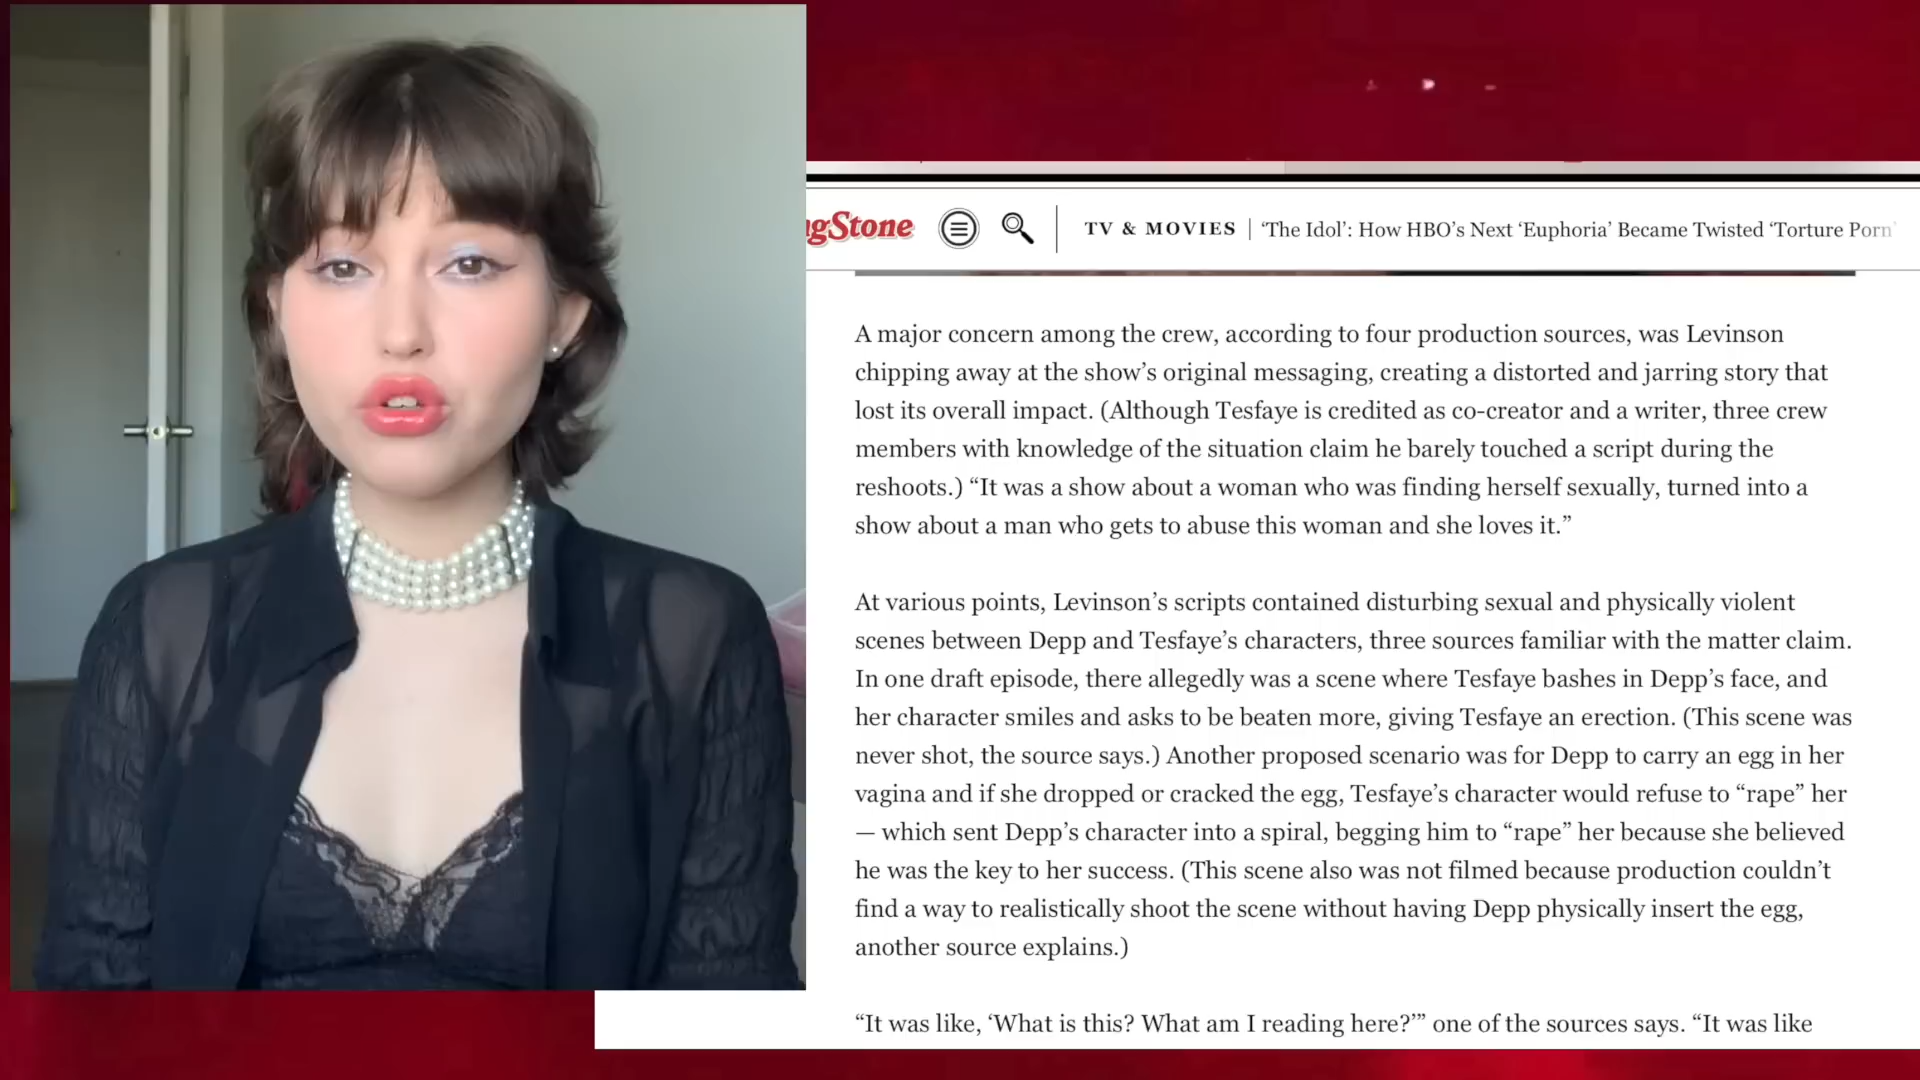 ngStone
TV & MOVIES | ‘The Idol’: How HBO’s Next ‘Euphoria’ Became Twisted ‘Torture Porn’
A major concern among the crew, according to four production sources, was Levinson
chipping away at the show’s original messaging, creating a distorted and jarring story that
lost its overall impact. (Although Tesfaye is credited as co-creator and a writer, three crew
members with knowledge of the situation claim he barely touched a script during the
reshoots.) “It was a show about a woman who was finding herself sexually, turned into a
show about a man who gets to abuse this woman and she loves it.”
At various points, Levinson’s scripts contained disturbing sexual and physically violent
scenes between Depp and Tesfaye’s characters, three sources familiar with the matter claim.
In one draft episode, there allegedly was a scene where Tesfaye bashes in Depp’s face, and
her character smiles and asks to be beaten more, giving Tesfaye an erection. (This scene was
never shot, the source says.) Another proposed scenario was for Depp to carry an egg in her
vagina and if she dropped or cracked the egg, Tesfaye’s character would refuse to “rape” her
— which sent Depp’s character into a spiral, begging him to “rape” her because she believed
he was the key to her success. (This scene also was not filmed because production couldn’t
find a way to realistically shoot the scene without having Depp physically insert the egg,
another source explains.)
“It was like, ‘What is this? What am I reading here?’” one of the sources says. “It was like